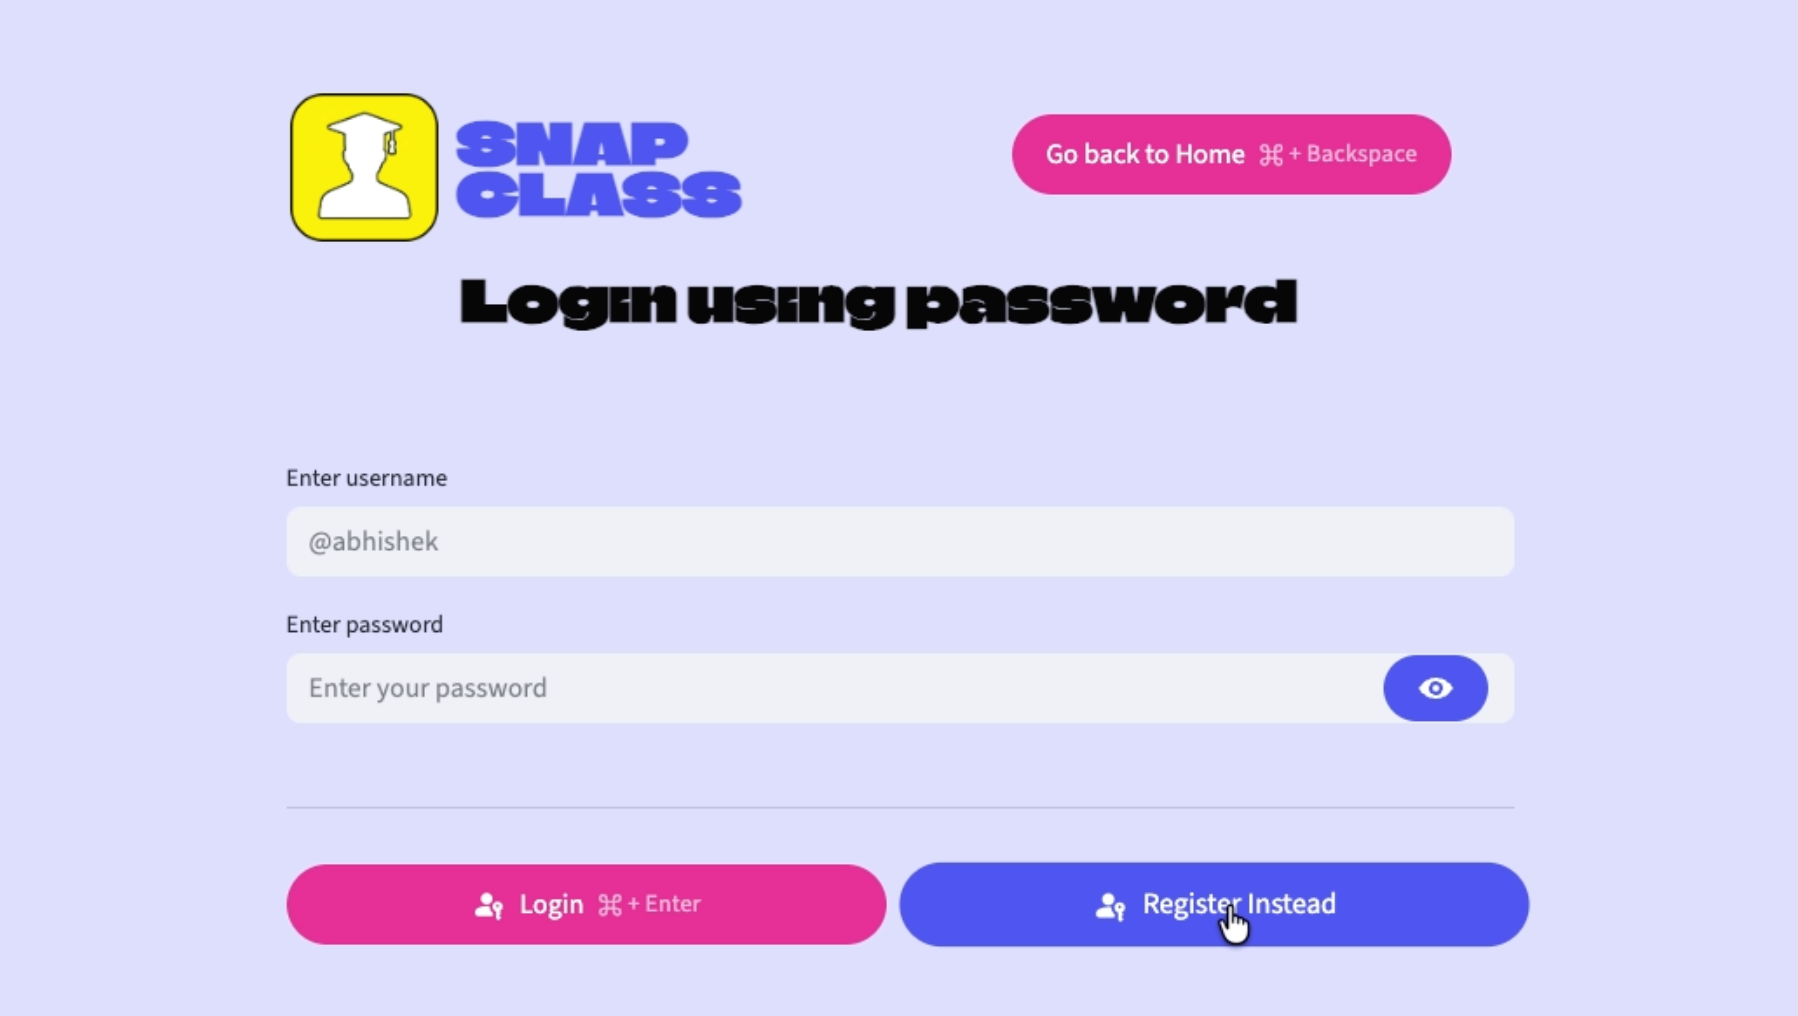 SNAP
CLASS
Go back to Home ⌘ + Backspace
Login using password
Enter username
@abhishek
Enter password
Enter your password
Login ⌘ + Enter
Register Instead